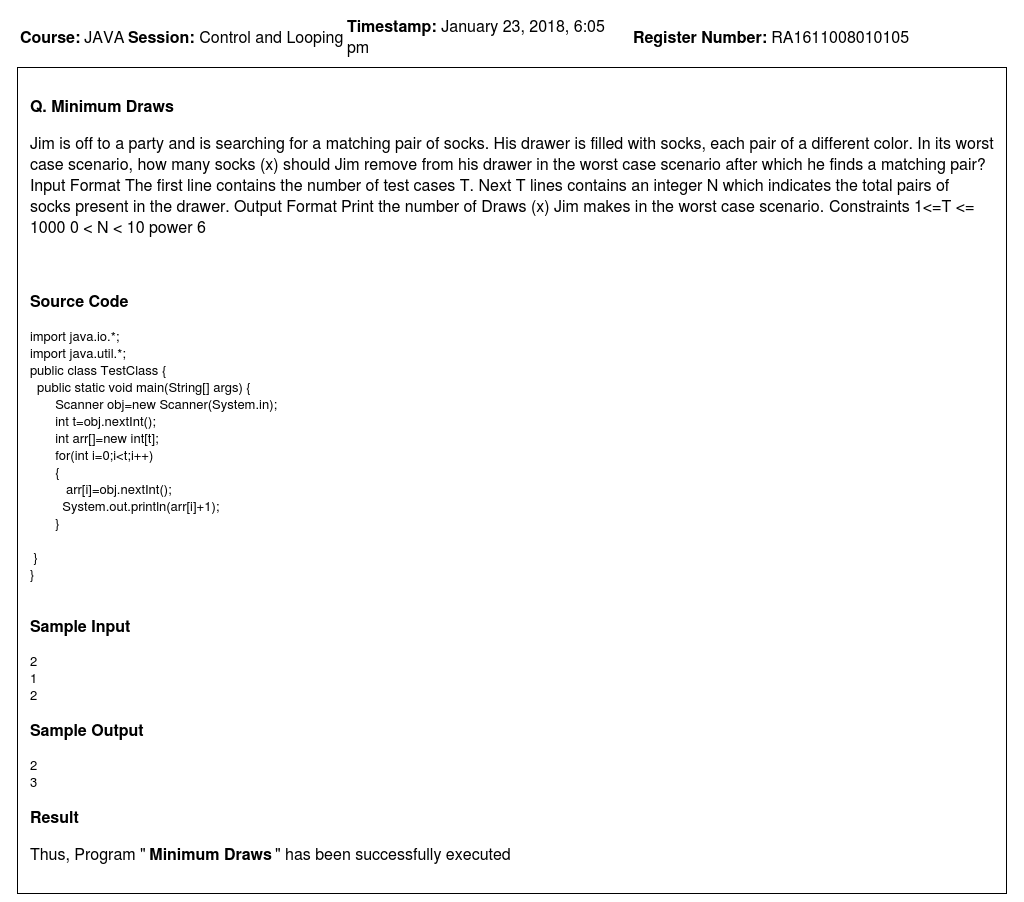 Course: JAVA Session: Control and Looping Timestamp: January 23, 2018, 6:05 pm Register Number: RA1611008010105
Q. Minimum Draws
Jim is off to a party and is searching for a matching pair of socks. His drawer is filled with socks, each pair of a different color. In its worst
case scenario, how many socks (x) should Jim remove from his drawer in the worst case scenario after which he finds a matching pair?
Input Format The first line contains the number of test cases T. Next T lines contains an integer N which indicates the total pairs of
socks present in the drawer. Output Format Print the number of Draws (x) Jim makes in the worst case scenario. Constraints 1<=T <=
1000 0 < N < 10 power 6
Source Code
import java.io.*;
import java.util.*;
public class TestClass {
public static void main(String[] args) {
Scanner obj=new Scanner(System.in);
int t=obj.nextInt();
int arr[]=new int[t];
for(int i=0;i<t;i++)
{
arr[i]=obj.nextInt();
System.out.println(arr[i]+1);
}
}
}
Sample Input
2
1
2
Sample Output
2
3
Result
Thus, Program " Minimum Draws " has been successfully executed